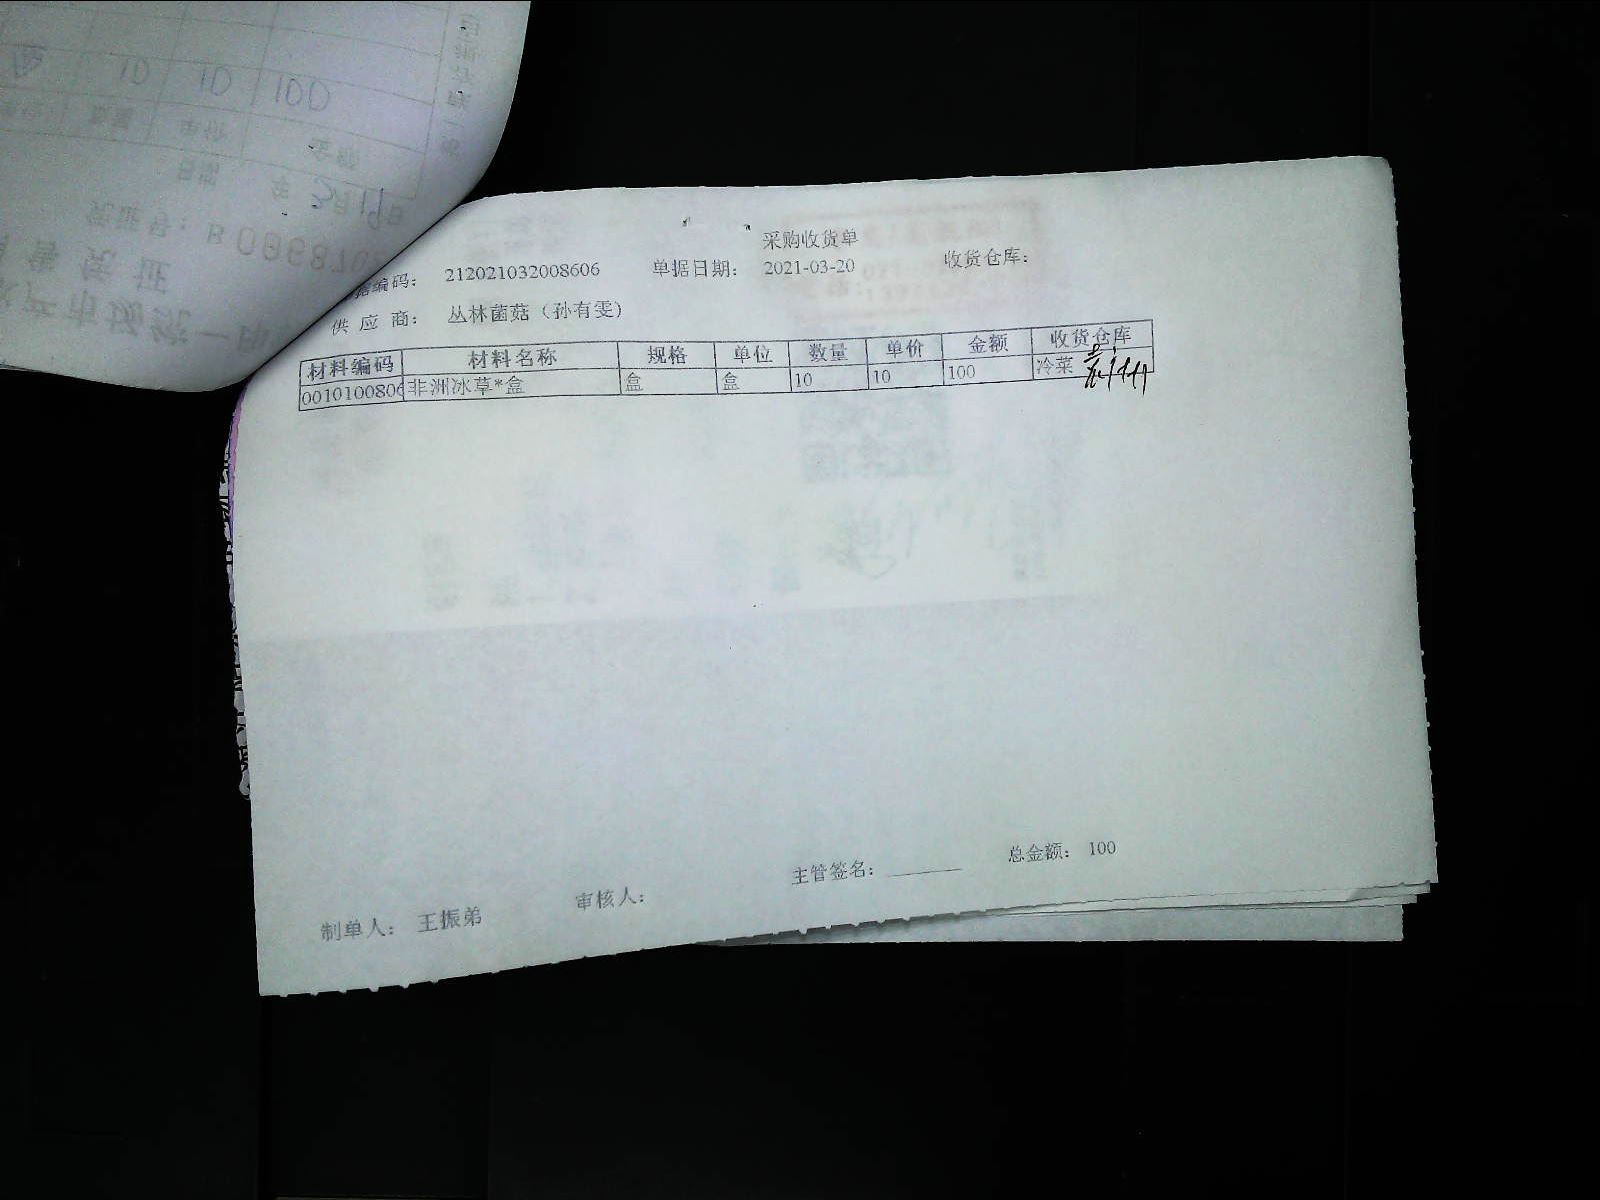 采购收货单
据编码： 212021032008606 单据日期： 2021-03-20 收货仓库：
供 应 商： 丛林菌菇（孙有雯）
材料编码 材料名称 规格 单位 数量 单价 金额 收货仓库
0010100806 非洲冰草*盒 盒 盒 10 10 100 冷菜
主管签名： 总金额： 100
制单人： 王振弟 审核人：